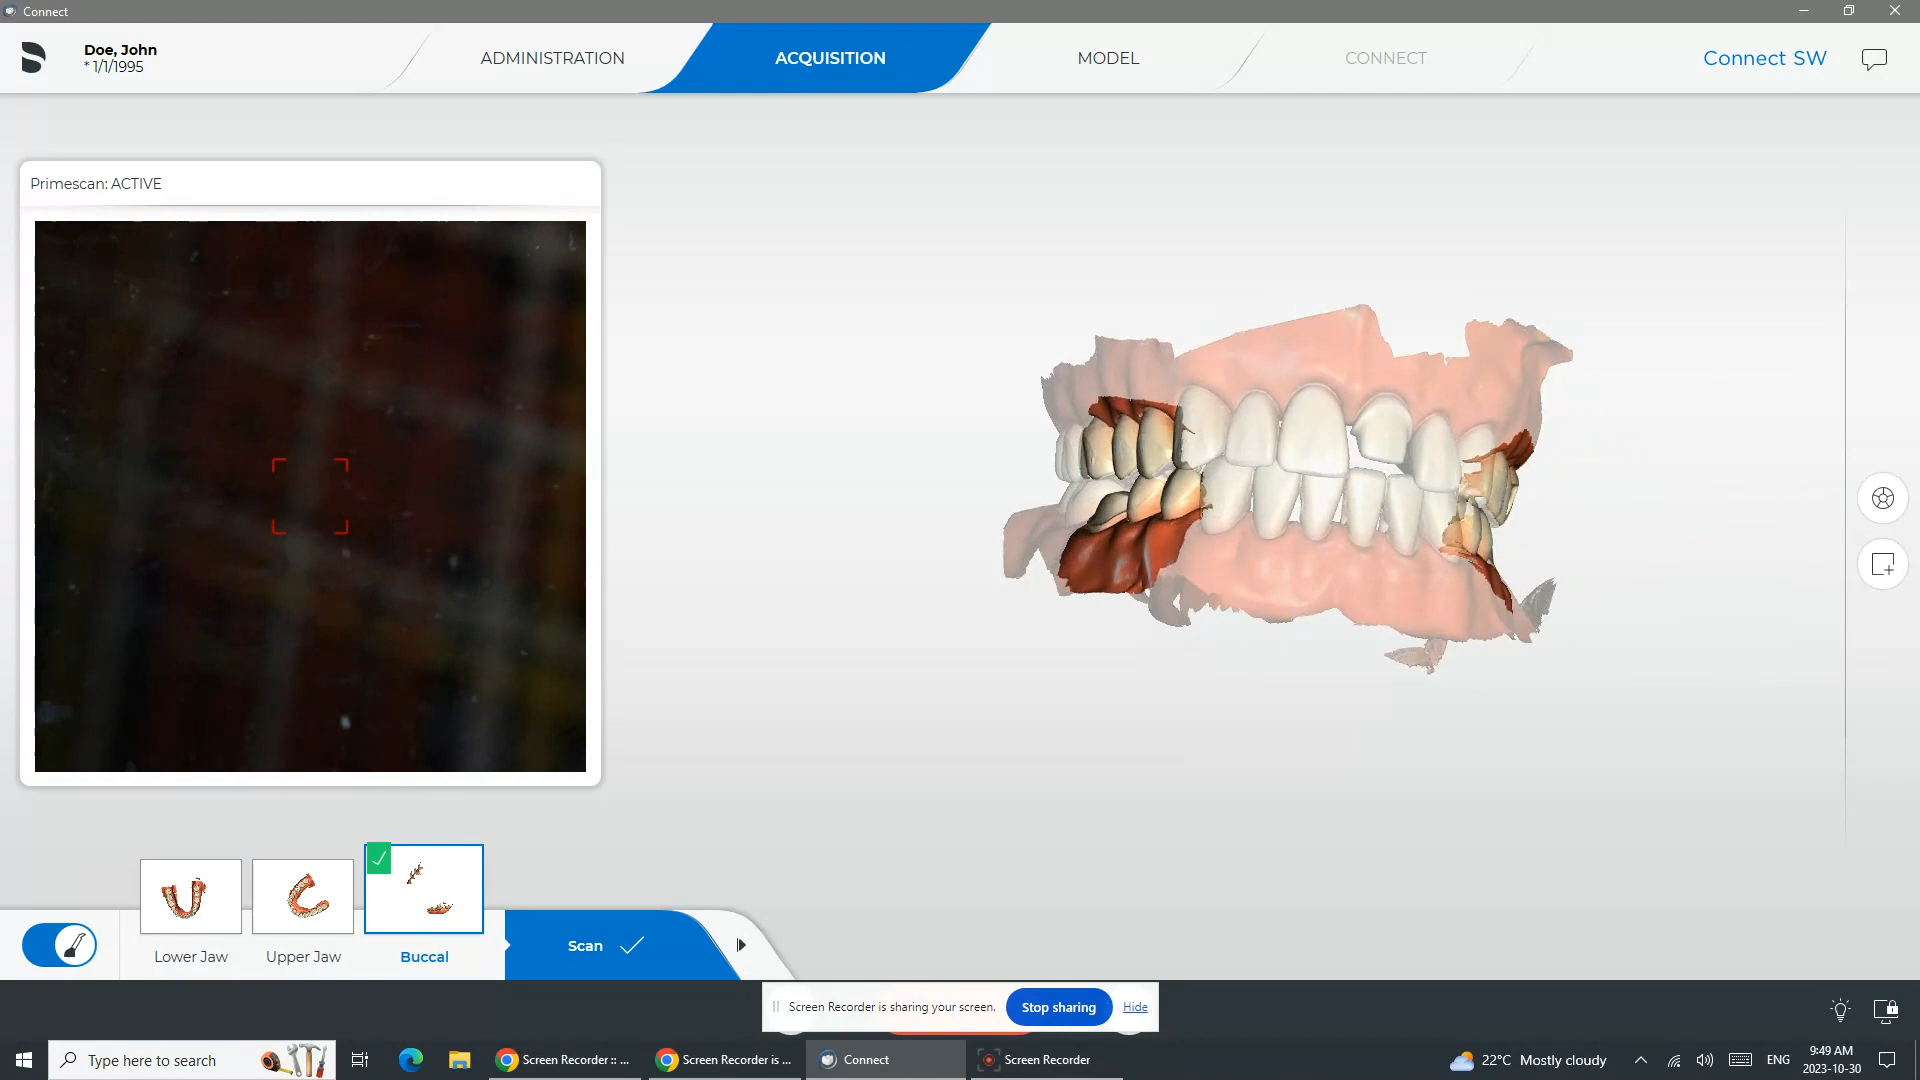 Connect
Doe, John
* 1/1/1995
ADMINISTRATION
ACQUISITION
MODEL
CONNECT
Connect SW
Primescan: ACTIVE
Lower Jaw
Upper Jaw
Buccal
Scan
Screen Recorder is sharing your screen.
Stop sharing
Hide
Type here to search
Screen Recorder :: ...
Screen Recorder is ...
Connect
Screen Recorder
22°C Mostly cloudy
ENG
9:49 AM
2023-10-30